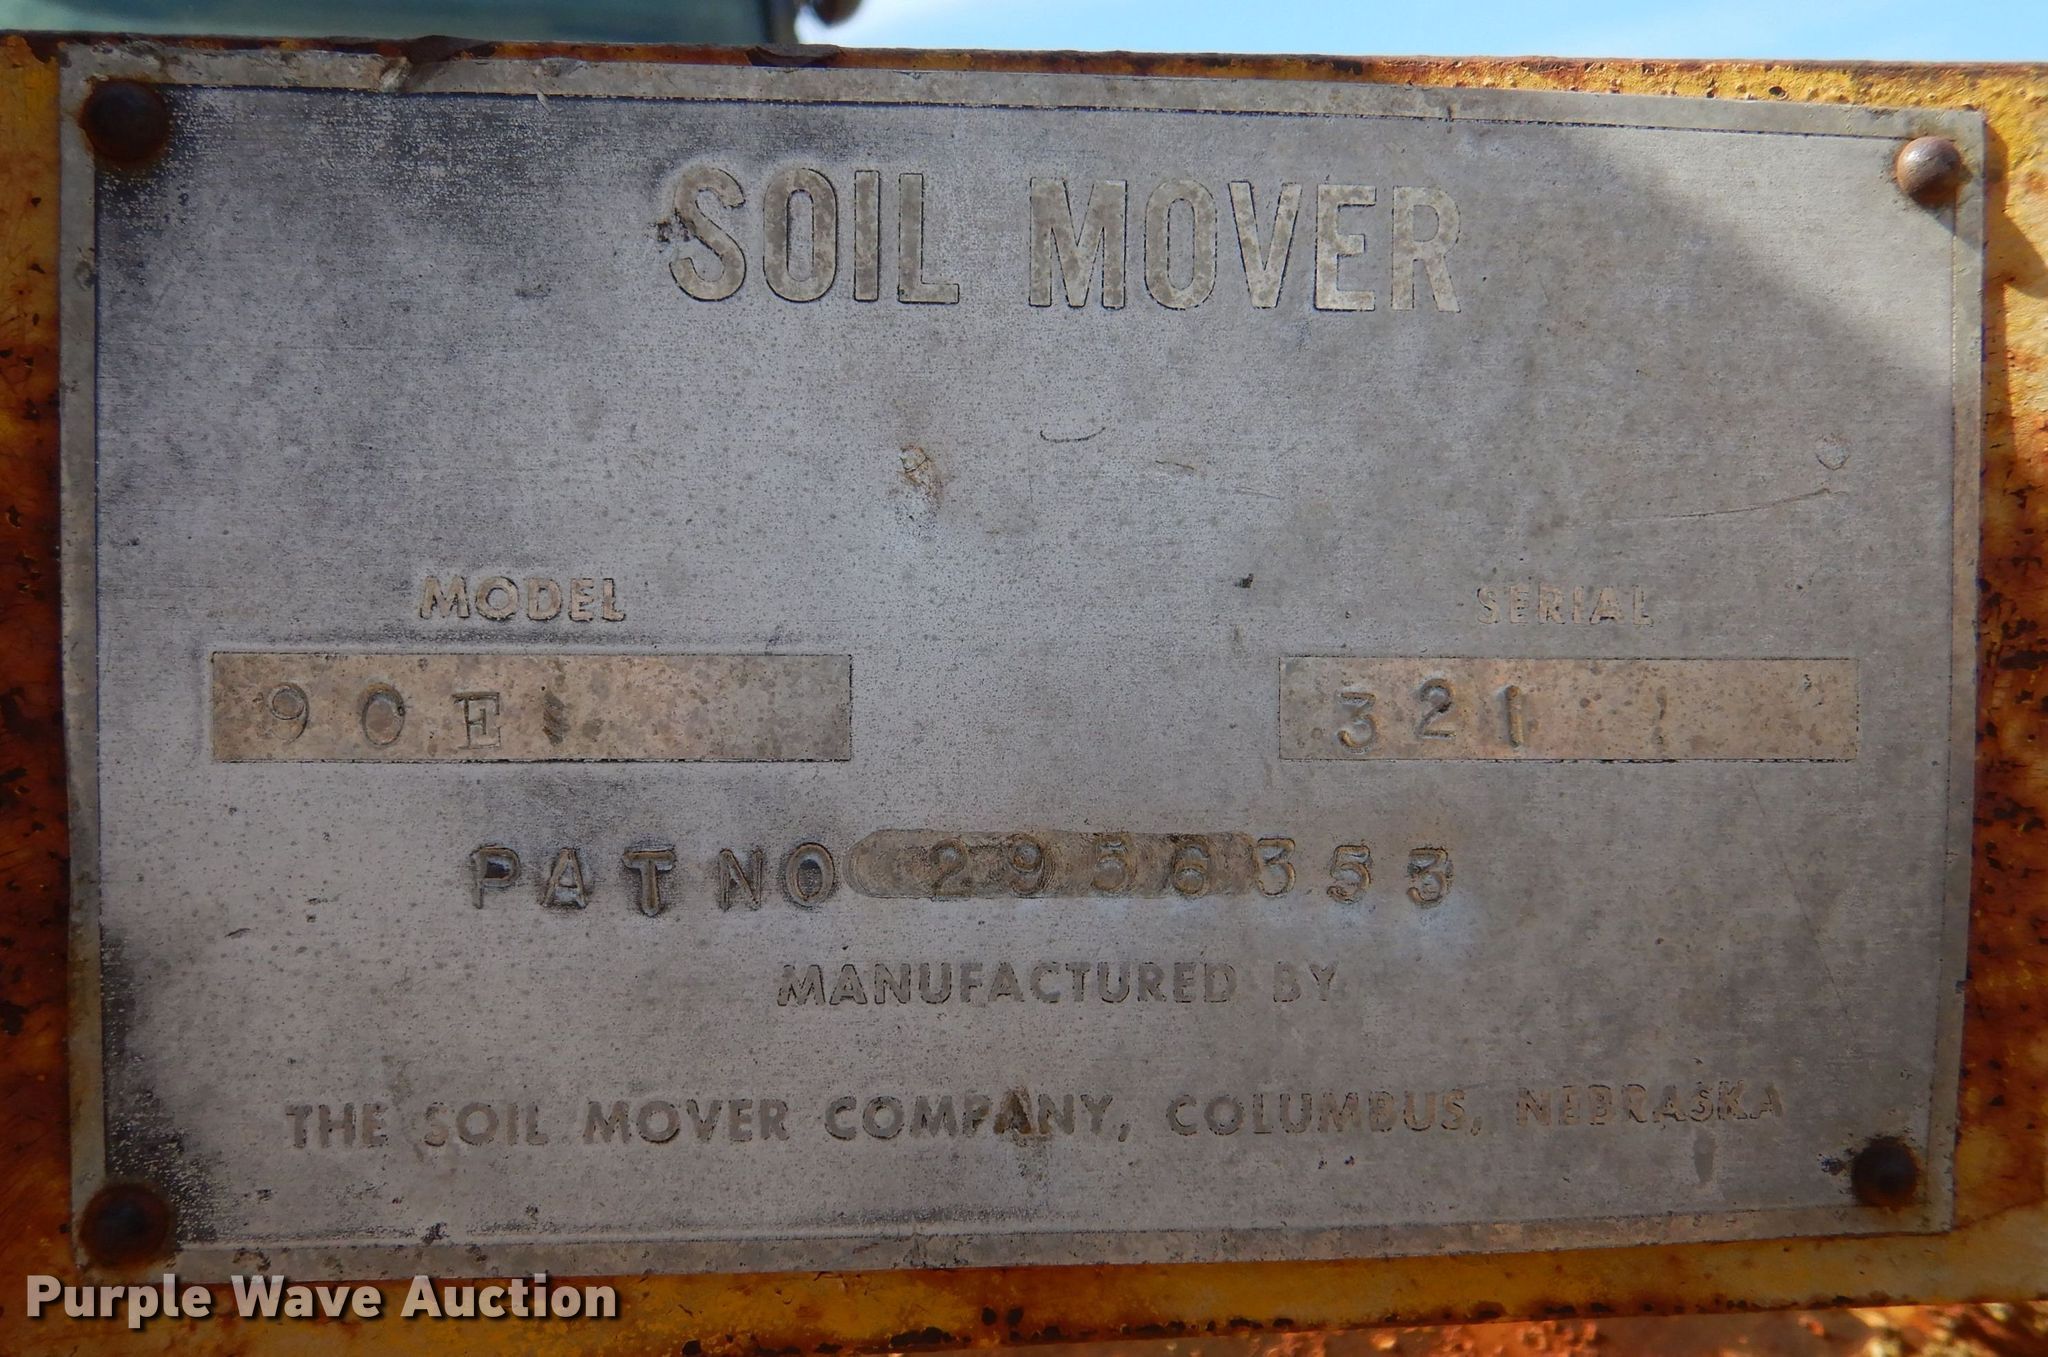 SOIL MOVER
MODEL SERIAL
90E 321
PAT NO 2956353
MANUFACTURED BY
THE SOIL MOVER COMPANY, COLUMBUS, NEBRASKA
Purple Wave Auction